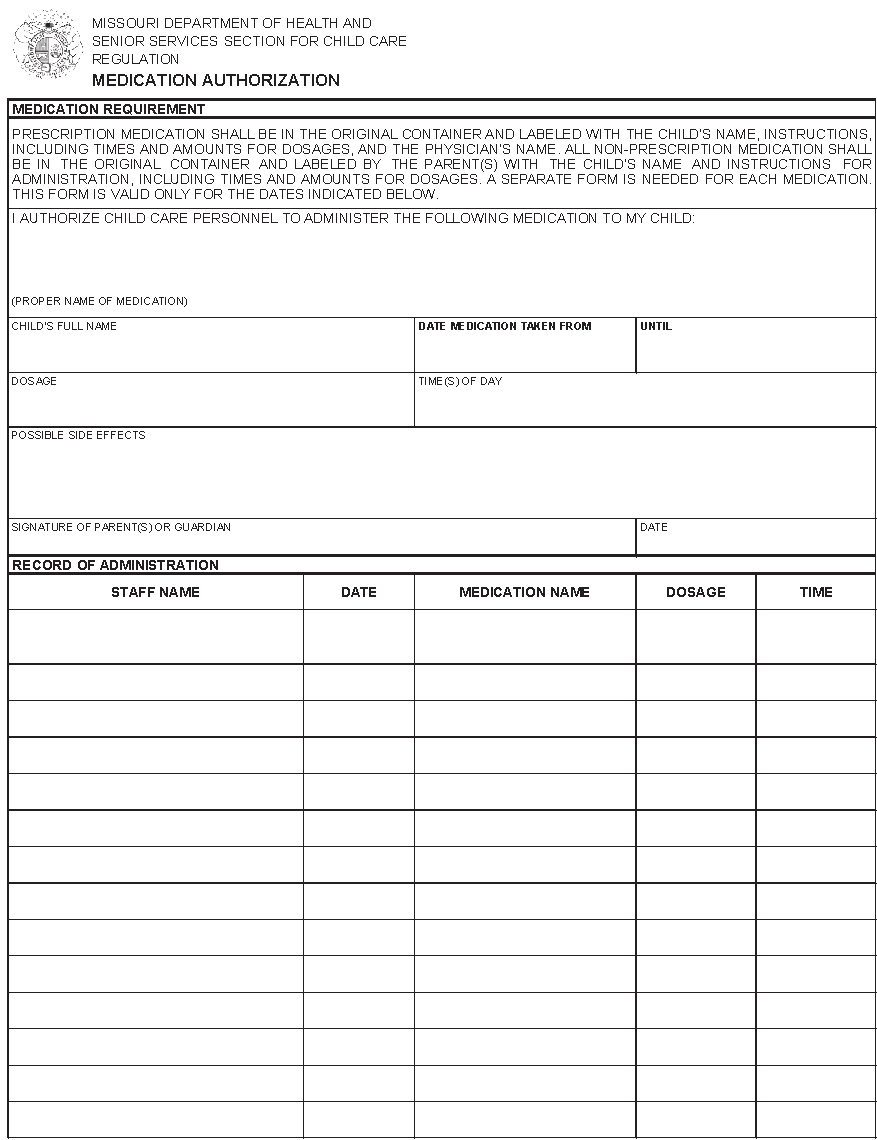 MISSOURI DEPARTMENT OF HEALTH AND
SENIOR SERVICES SECTION FOR CHILD CARE
REGULATION
MEDICATION AUTHORIZATION
MEDICATION REQUIREMENT
PRESCRIPTION MEDICATION SHALL BE IN THE ORIGINAL CONTAINER AND LABELED WITH THE CHILD'S NAME, INSTRUCTIONS,
INCLUDING TIMES AND AMOUNTS FOR DOSAGES, AND THE PHYSICIAN'S NAME. ALL NON-PRESCRIPTION MEDICATION SHALL
BE IN THE ORIGINAL CONTAINER AND LABELED BY THE PARENT(S) WITH THE CHILD'S NAME AND INSTRUCTIONS FOR
ADMINISTRATION, INCLUDING TIMES AND AMOUNTS FOR DOSAGES. A SEPARATE FORM IS NEEDED FOR EACH MEDICATION.
THIS FORM IS VALID ONLY FOR THE DATES INDICATED BELOW.
I AUTHORIZE CHILD CARE PERSONNEL TO ADMINISTER THE FOLLOWING MEDICATION TO MY CHILD:
(PROPER NAME OF MEDICATION)
CHILD'S FULL NAME
DATE MEDICATION TAKEN FROM
UNTIL
DOSAGE
TIME(S) OF DAY
POSSIBLE SIDE EFFECTS
SIGNATURE OF PARENT(S) OR GUARDIAN
DATE
RECORD OF ADMINISTRATION
STAFF NAME
DATE
MEDICATION NAME
DOSAGE
TIME